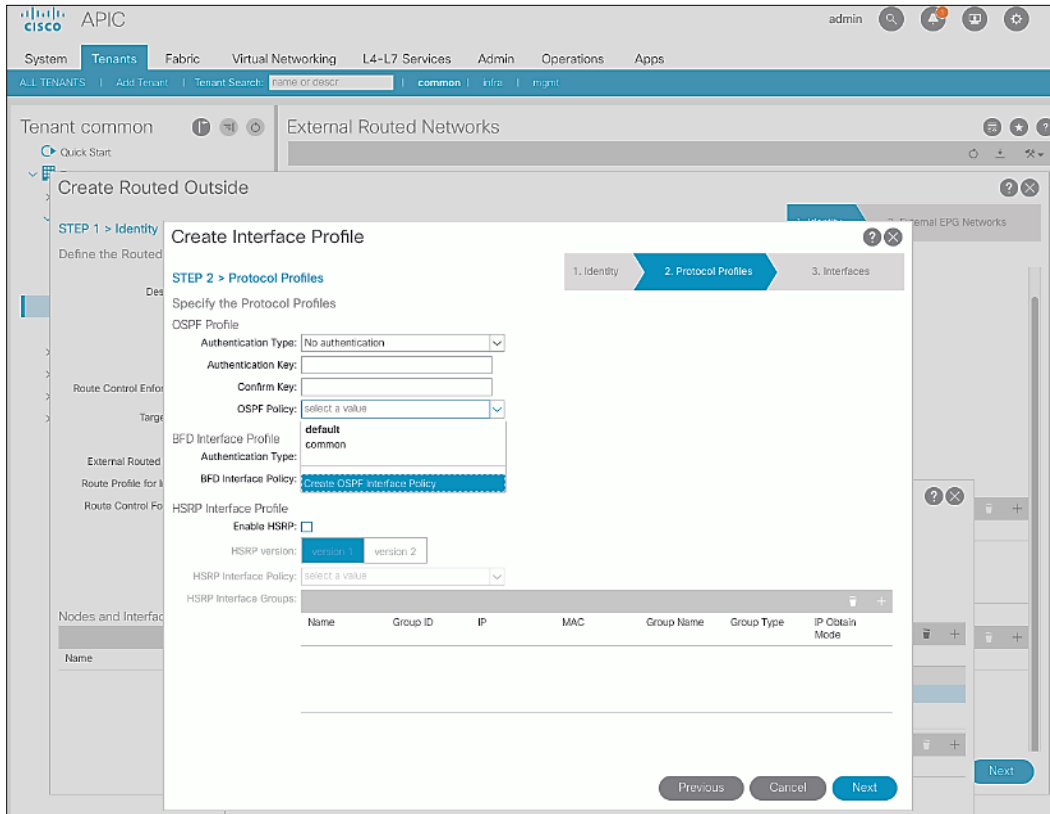 cisco APIC admin
System Tenants Fabric Virtual Networking L4-L7 Services Admin Operations Apps
ALL TENANTS | Add Tenant | Tenant Search: name or descr | common | infra | mgmt
Tenant common
External Routed Networks
Quick Start
Create Routed Outside
STEP 1 > Identity
External EPG Networks
Define the Routed
Create Interface Profile
STEP 2 > Protocol Profiles
1. Identity 2. Protocol Profiles 3. Interfaces
Specify the Protocol Profiles
OSPF Profile
Authentication Type: No authentication
Authentication Key:
Confirm Key:
Route Control Enfor
OSPF Policy: select a value
Targe
default
BFD Interface Profile
common
Authentication Type:
External Routed
BFD Interface Policy: Create OSPF Interface Policy
Route Profile for I
Route Control Fo
HSRP Interface Profile
Enable HSRP:
HSRP version: version 1 version 2
HSRP Interface Policy: select a value
HSRP Interface Groups:
Nodes and Interfac
Name Group ID IP MAC Group Name Group Type IP Obtain Mode
Name
Previous Cancel Next
Next